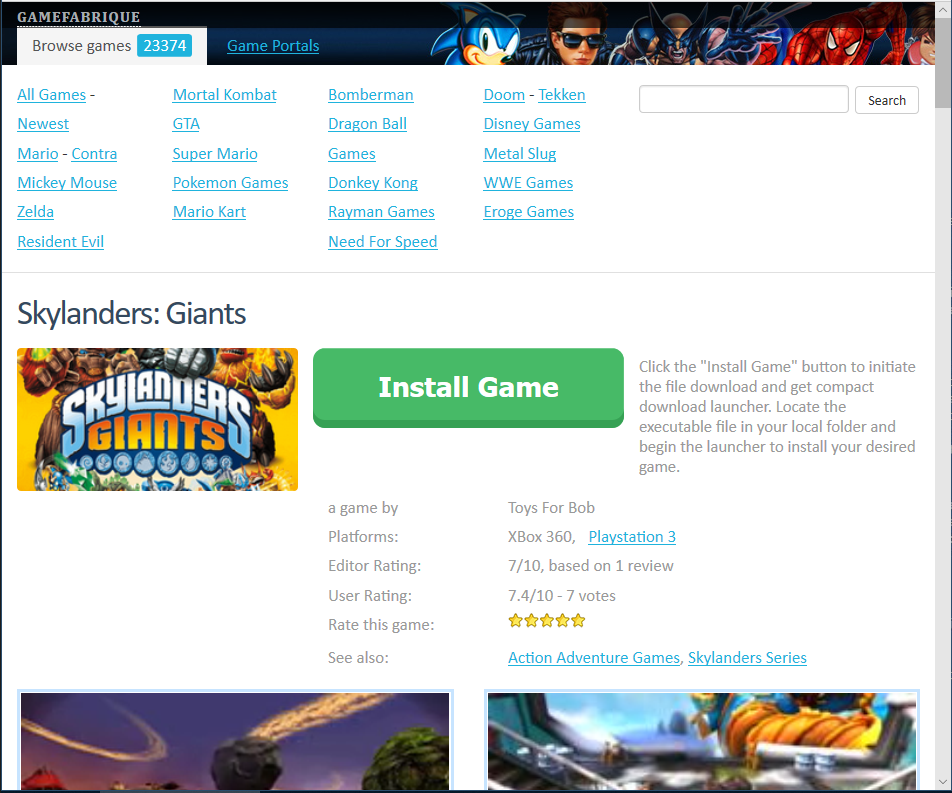 GAMEFABRIQUE
Browse games 23374 Game Portals
All Games -
Newest
Mario - Contra
Mickey Mouse
Zelda
Resident Evil
Mortal Kombat
GTA
Super Mario
Pokemon Games
Mario Kart
Bomberman
Dragon Ball
Games
Donkey Kong
Rayman Games
Need For Speed
Doom - Tekken
Disney Games
Metal Slug
WWE Games
Eroge Games
Search
Skylanders: Giants
SKYLANDERS
GIANTS
Install Game
Click the "Install Game" button to initiate
the file download and get compact
download launcher. Locate the
executable file in your local folder and
begin the launcher to install your desired
game.
a game by Toys For Bob
Platforms: XBox 360, Playstation 3
Editor Rating: 7/10, based on 1 review
User Rating: 7.4/10 - 7 votes
Rate this game:
See also: Action Adventure Games, Skylanders Series